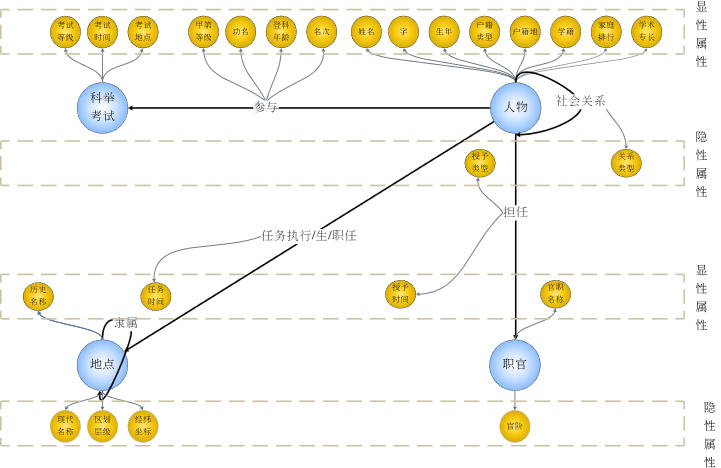 显
性
属
性
考试
等级
考试
时间
考试
地点
甲第
等级
功名
登科
年龄
名次
姓名
字
生年
户籍
类型
户籍地
学籍
家庭
排行
学术
专长
科举
考试
参与
人物
社会关系
隐
性
属
性
授予
类型
关系
类型
担任
任务执行/生/职任
显
性
属
性
历史
名称
任务
时间
授予
时间
官职
名称
隶属
地点
职官
隐
性
属
性
现代
名称
区划
层级
经纬
坐标
官阶